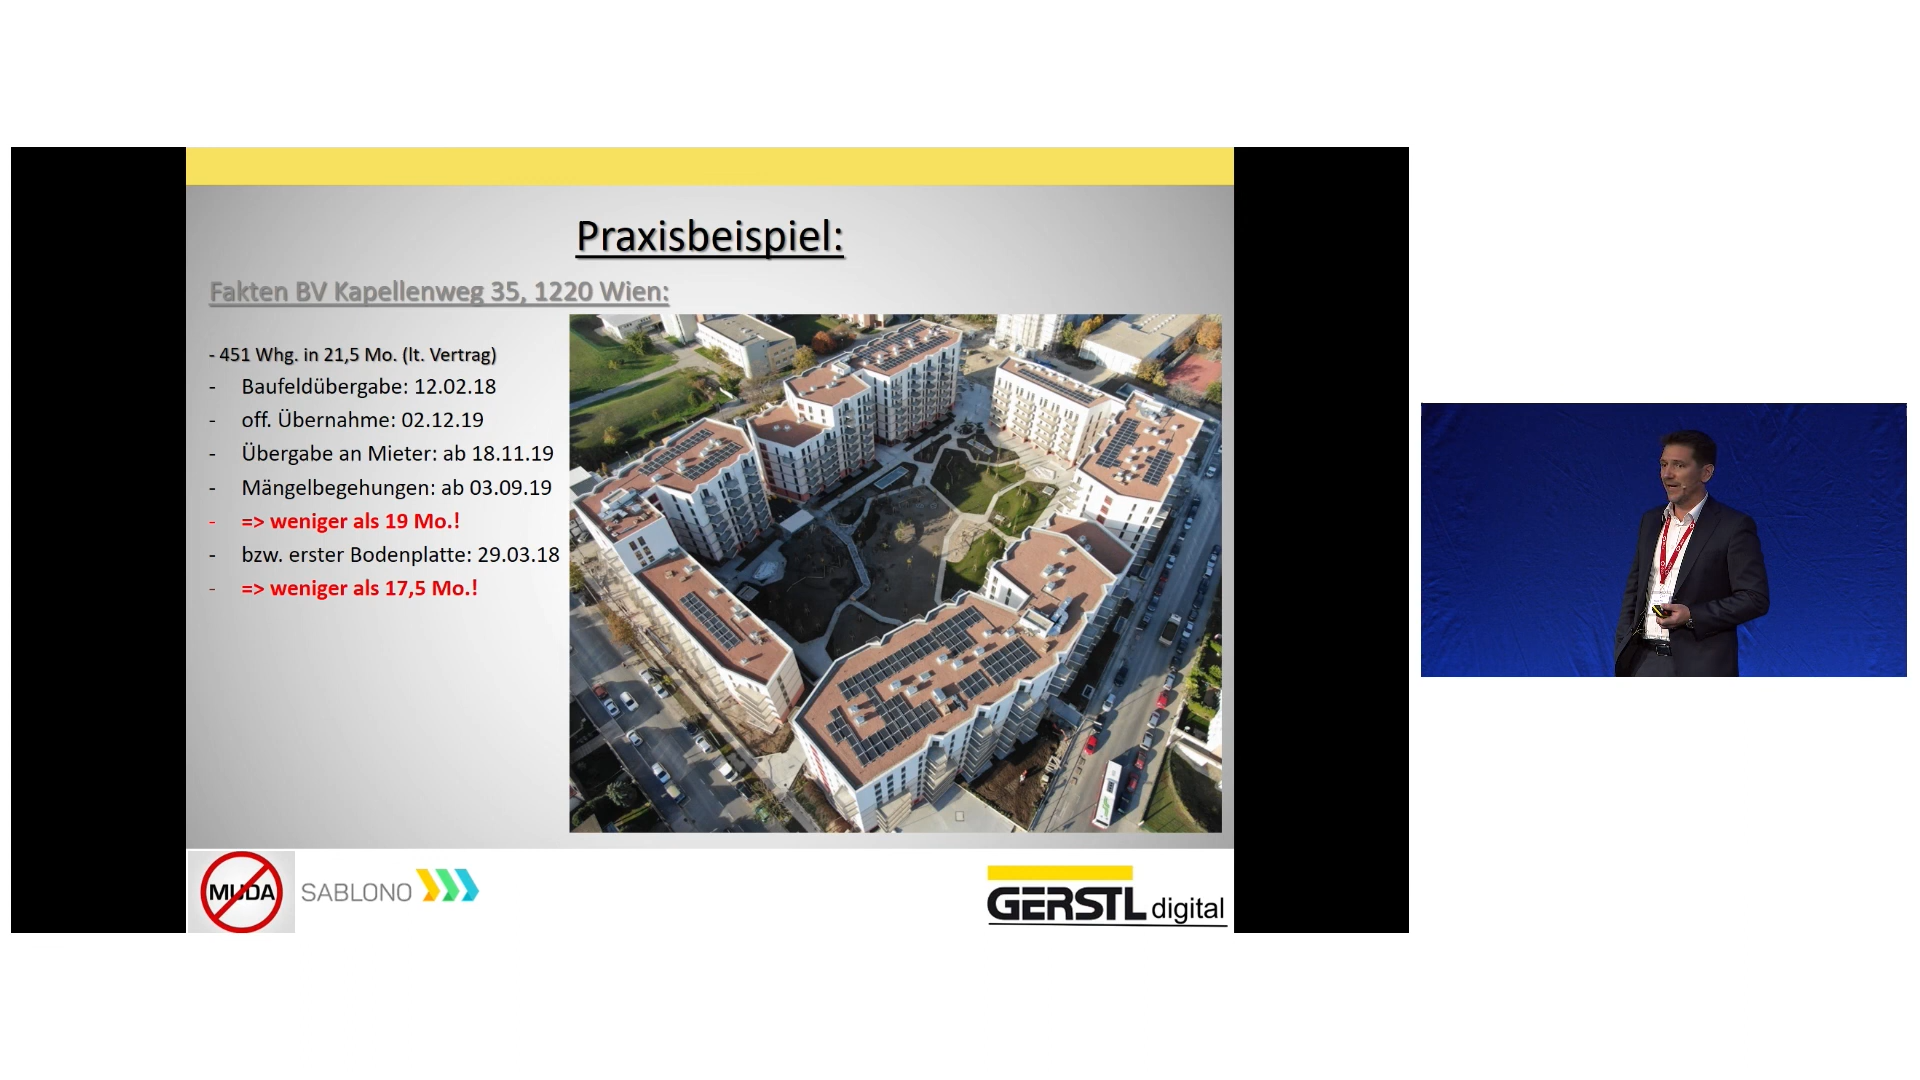 Praxisbeispiel:
Fakten BV Kapellenweg 35, 1220 Wien:
- 451 Whg. in 21,5 Mo. (lt. Vertrag)
- Baufeldübergabe: 12.02.18
- off. Übernahme: 02.12.19
- Übergabe an Mieter: ab 18.11.19
- Mängelbegehungen: ab 03.09.19
- => weniger als 19 Mo.!
- bzw. erster Bodenplatte: 29.03.18
- => weniger als 17,5 Mo.!
MUDA
SABLONO
GERSTL digital